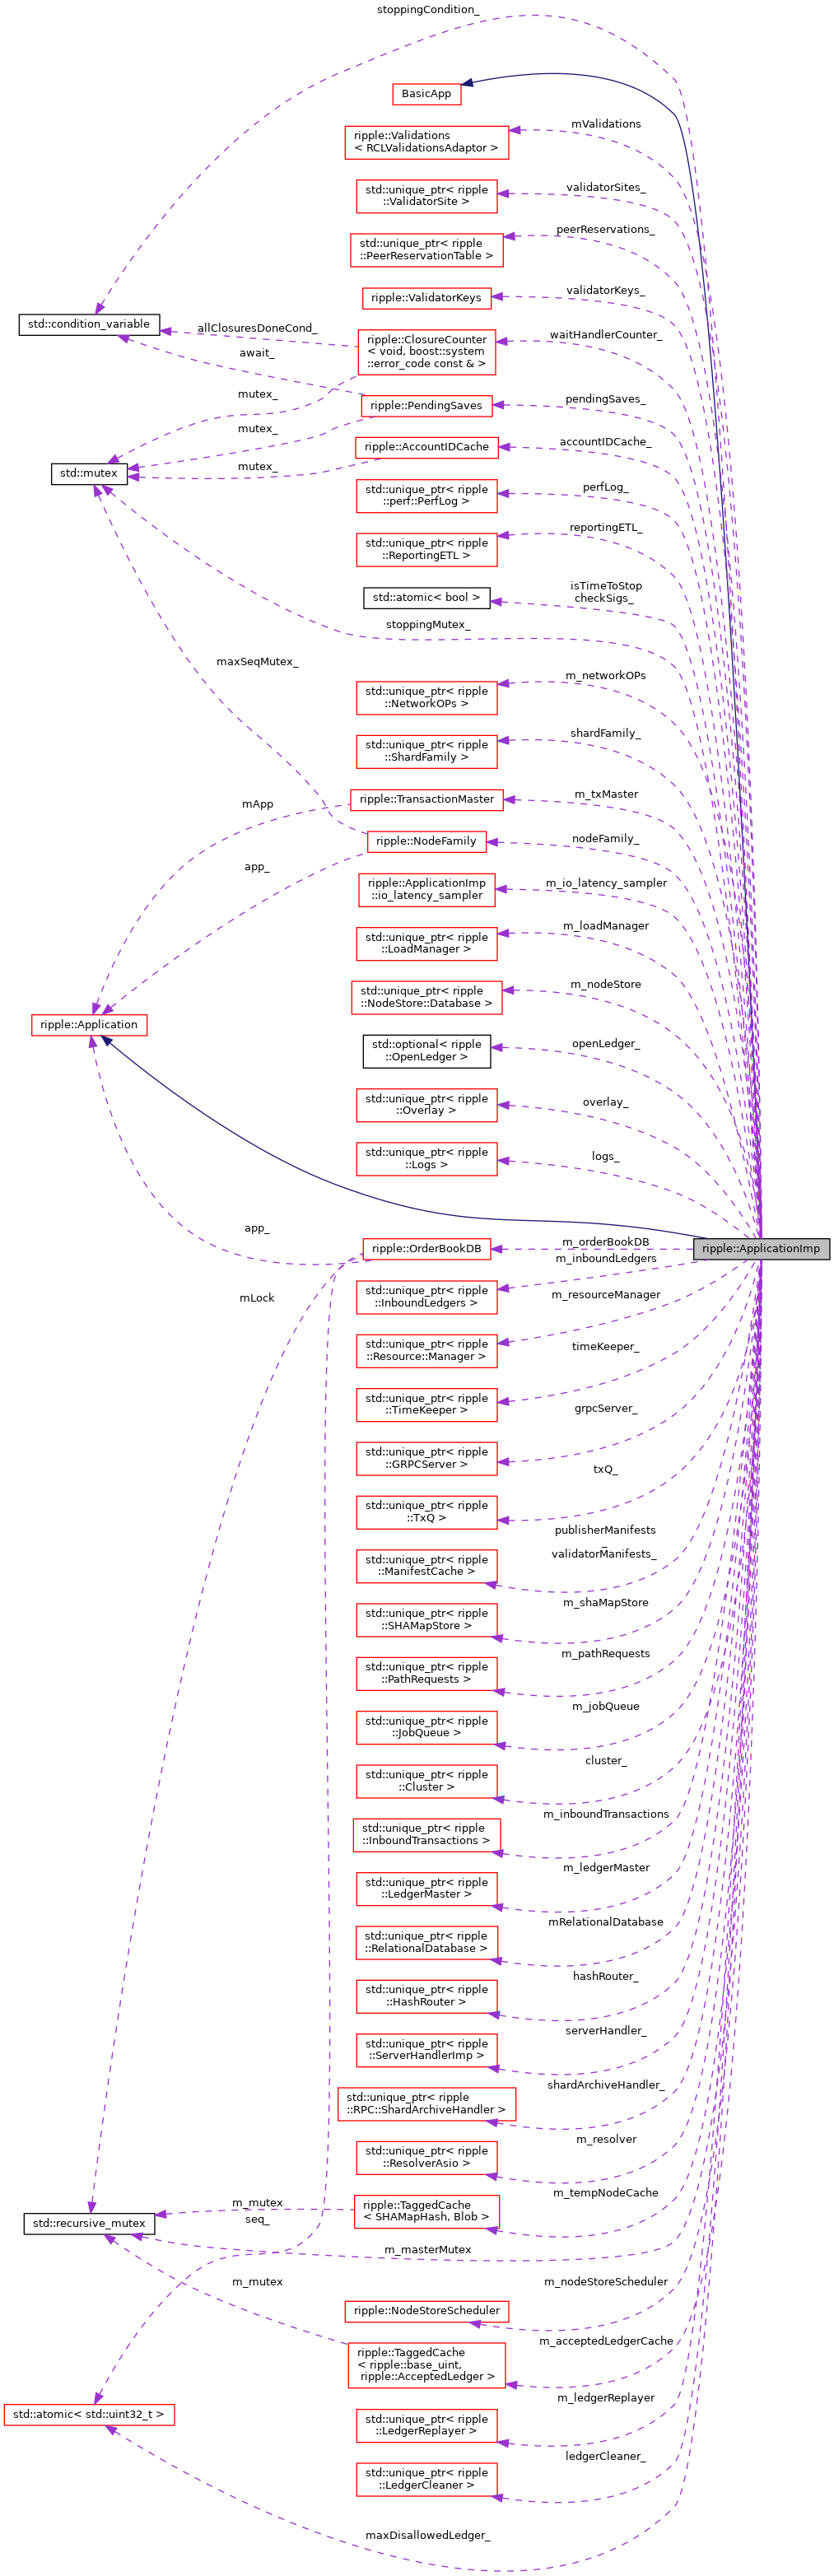 stoppingCondition_
BasicApp
mValidations
ripple::Validations
< RCLValidationsAdaptor >
validatorSites_
std::unique_ptr< ripple
::ValidatorSite >
peerReservations_
std::unique_ptr< ripple
::PeerReservationTable >
validatorKeys_
ripple::ValidatorKeys
std::condition_variable
allClosuresDoneCond_
waitHandlerCounter_
ripple::ClosureCounter
< void, boost::system
::error_code const & >
await_
mutex_
pendingSaves_
ripple::PendingSaves
mutex_
accountIDCache_
ripple::AccountIDCache
mutex_
std::mutex
perfLog_
std::unique_ptr< ripple
::perf::PerfLog >
reportingETL_
std::unique_ptr< ripple
::ReportingETL >
isTimeToStop
checkSigs_
std::atomic< bool >
stoppingMutex_
maxSeqMutex_
m_networkOPs
std::unique_ptr< ripple
::NetworkOPs >
shardFamily_
std::unique_ptr< ripple
::ShardFamily >
mApp
m_txMaster
ripple::TransactionMaster
nodeFamily_
ripple::NodeFamily
app_
m_io_latency_sampler
ripple::ApplicationImp
::io_latency_sampler
m_loadManager
std::unique_ptr< ripple
::LoadManager >
m_nodeStore
std::unique_ptr< ripple
::NodeStore::Database >
ripple::Application
openLedger_
std::optional< ripple
::OpenLedger >
overlay_
std::unique_ptr< ripple
::Overlay >
logs_
std::unique_ptr< ripple
::Logs >
app_
ripple::OrderBookDB
m_orderBookDB
ripple::ApplicationImp
m_inboundLedgers
std::unique_ptr< ripple
::InboundLedgers >
mLock
m_resourceManager
std::unique_ptr< ripple
::Resource::Manager >
timeKeeper_
std::unique_ptr< ripple
::TimeKeeper >
grpcServer_
std::unique_ptr< ripple
::GRPCServer >
txQ_
std::unique_ptr< ripple
::TxQ >
publisherManifests
_
validatorManifests_
std::unique_ptr< ripple
::ManifestCache >
m_shaMapStore
std::unique_ptr< ripple
::SHAMapStore >
m_pathRequests
std::unique_ptr< ripple
::PathRequests >
m_jobQueue
std::unique_ptr< ripple
::JobQueue >
cluster_
std::unique_ptr< ripple
::Cluster >
m_inboundTransactions
std::unique_ptr< ripple
::InboundTransactions >
m_ledgerMaster
std::unique_ptr< ripple
::LedgerMaster >
mRelationalDatabase
std::unique_ptr< ripple
::RelationalDatabase >
hashRouter_
std::unique_ptr< ripple
::HashRouter >
serverHandler_
std::unique_ptr< ripple
::ServerHandlerImp >
shardArchiveHandler_
std::unique_ptr< ripple
::RPC::ShardArchiveHandler >
m_resolver
std::unique_ptr< ripple
::ResolverAsio >
m_tempNodeCache
ripple::TaggedCache
< SHAMapHash, Blob >
m_mutex
seq_
std::recursive_mutex
m_masterMutex
m_nodeStoreScheduler
ripple::NodeStoreScheduler
m_mutex
m_acceptedLedgerCache
ripple::TaggedCache
< ripple::base_uint,
ripple::AcceptedLedger >
std::atomic< std::uint32_t >
m_ledgerReplayer
std::unique_ptr< ripple
::LedgerReplayer >
ledgerCleaner_
std::unique_ptr< ripple
::LedgerCleaner >
maxDisallowedLedger_